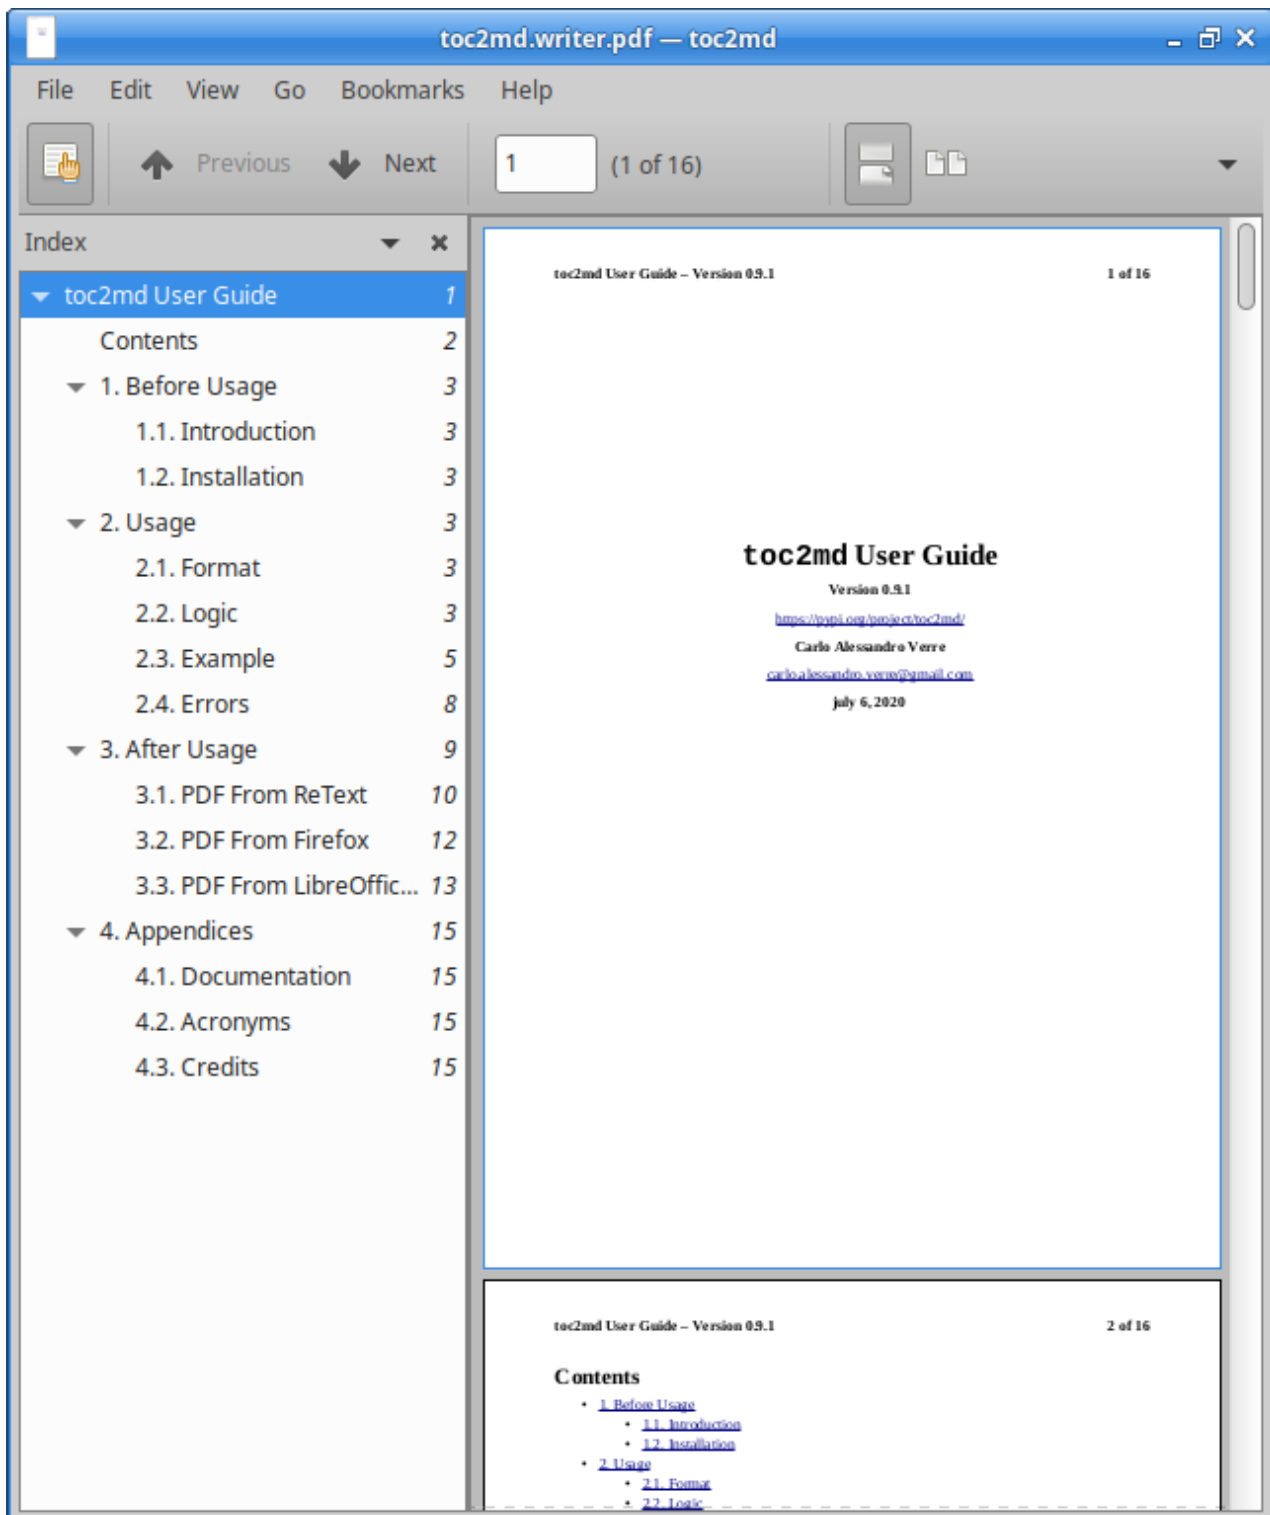 toc2md.writer.pdf — toc2md
File Edit View Go Bookmarks Help
Previous Next 1 (1 of 16)
Index
toc2md User Guide 1
Contents 2
1. Before Usage 3
1.1. Introduction 3
1.2. Installation 3
2. Usage 3
2.1. Format 3
2.2. Logic 3
2.3. Example 5
2.4. Errors 8
3. After Usage 9
3.1. PDF From ReText 10
3.2. PDF From Firefox 12
3.3. PDF From LibreOffic... 13
4. Appendices 15
4.1. Documentation 15
4.2. Acronyms 15
4.3. Credits 15
toc2md User Guide – Version 0.9.1 1 of 16
toc2md User Guide
Version 0.9.1
https://pypi.org/project/toc2md/
Carlo Alessandro Verre
carlo.alessandro.verre@gmail.com
july 6, 2020
toc2md User Guide – Version 0.9.1 2 of 16
Contents
• 1. Before Usage
• 1.1. Introduction
• 1.2. Installation
• 2. Usage
• 2.1. Format
• 2.2. Logic